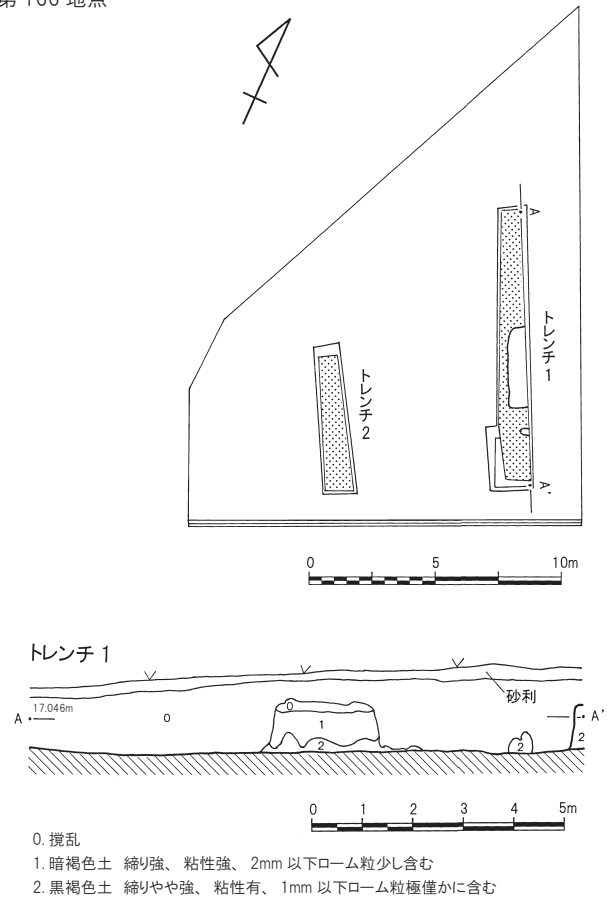 第 100 地点
A
トレンチ 1
トレンチ 2
A'
0 5 10m
トレンチ 1
砂利
17.046m
A 0 0 1 2 2 2 A'
0 1 2 3 4 5m
0. 撹乱
1. 暗褐色土 締り強、粘性強、2mm 以下ローム粒少し含む
2. 黒褐色土 締りやや強、粘性有、1mm 以下ローム粒極僅かに含む